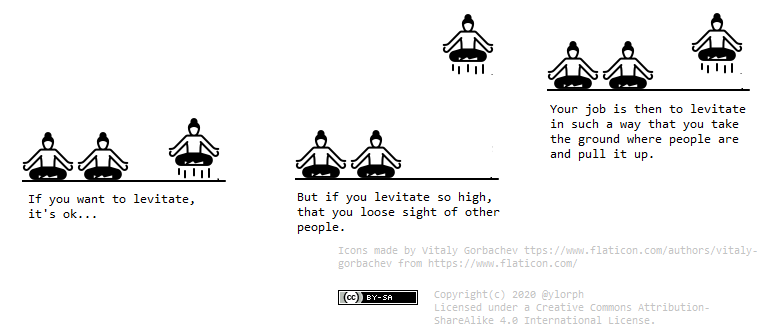 If you want to levitate,
it's ok...
But if you levitate so high,
that you loose sight of other
people.
Your job is then to levitate
in such a way that you take
the ground where people are
and pull it up.
Icons made by Vitaly Gorbachev ttps://www.flaticon.com/authors/vitaly-
gorbachev from https://www.flaticon.com/
cc BY-SA
Copyright(c) 2020 @ylorph
Licensed under a Creative Commons Attribution-
ShareAlike 4.0 International License.